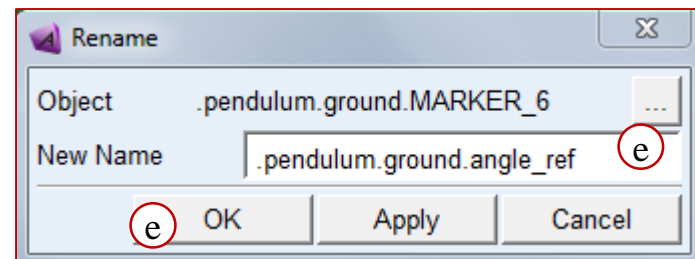 Rename
Object .pendulum.ground.MARKER_6 ...
New Name .pendulum.ground.angle_ref e
e OK Apply Cancel